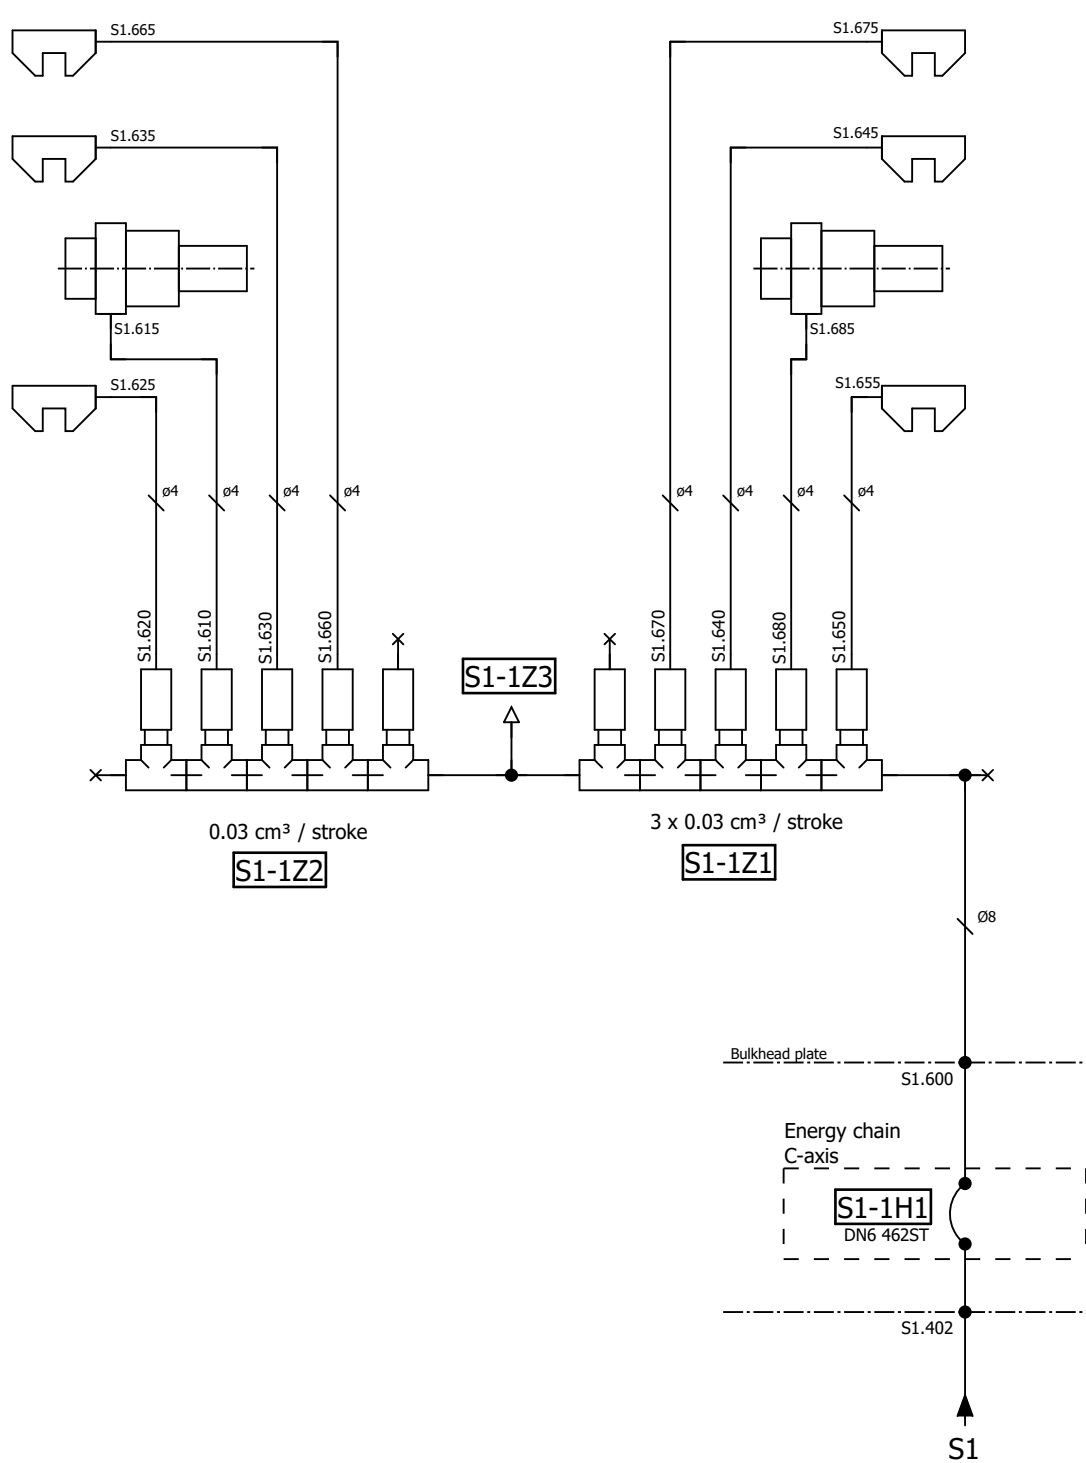 S1.665
S1.675
S1.635
S1.645
S1.615
S1.685
S1.625
S1.655
ø4
ø4
ø4
ø4
ø4
ø4
ø4
ø4
S1.620
S1.610
S1.630
S1.660
S1.670
S1.640
S1.680
S1.650
S1-1Z3
0.03 cm³ / stroke
3 x 0.03 cm³ / stroke
S1-1Z2
S1-1Z1
Ø8
Bulkhead plate
S1.600
Energy chain
C-axis
S1-1H1
DN6 462ST
S1.402
S1